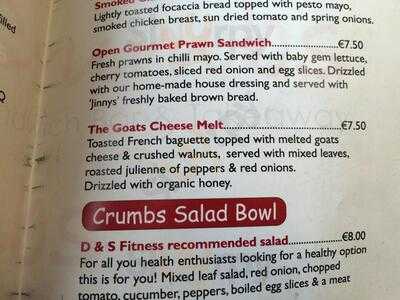 Lightly toasted focaccia bread topped with pesto mayo,
smoked chicken breast, sun dried tomato and spring onions.
Open Gourmet Prawn Sandwich................€7.50
Fresh prawns in chilli mayo. Served with baby gem lettuce,
cherry tomatoes, sliced red onion and egg slices. Drizzled
with our home-made house dressing and served with
'Jinnys' freshly baked brown bread.
The Goats Cheese Melt....................€7.50
Toasted French baguette topped with melted goats
cheese & crushed walnuts, served with mixed leaves,
roasted julienne of peppers & red onions.
Drizzled with organic honey.
Crumbs Salad Bowl
D & S Fitness recommended salad..............€8.00
For all you health enthusiasts looking for a healthy option
this is for you! Mixed leaf salad, red onion, chopped
tomato, cucumber, peppers, boiled egg slices & a meat